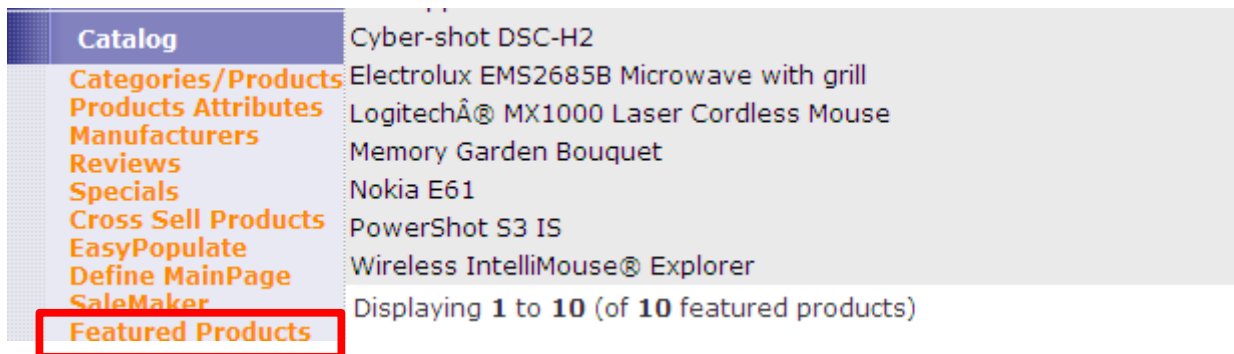 Catalog
Categories/Products
Products Attributes
Manufacturers
Reviews
Specials
Cross Sell Products
EasyPopulate
Define MainPage
SaleMaker
Featured Products
Cyber-shot DSC-H2
Electrolux EMS2685B Microwave with grill
LogitechÂ® MX1000 Laser Cordless Mouse
Memory Garden Bouquet
Nokia E61
PowerShot S3 IS
Wireless IntelliMouse® Explorer
Displaying 1 to 10 (of 10 featured products)